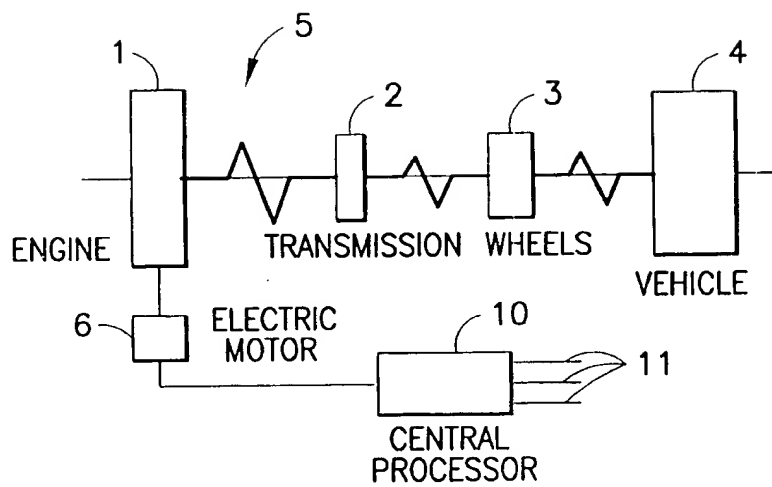 5
1
2
3
4
ENGINE
TRANSMISSION
WHEELS
VEHICLE
6
ELECTRIC
MOTOR
10
11
CENTRAL
PROCESSOR